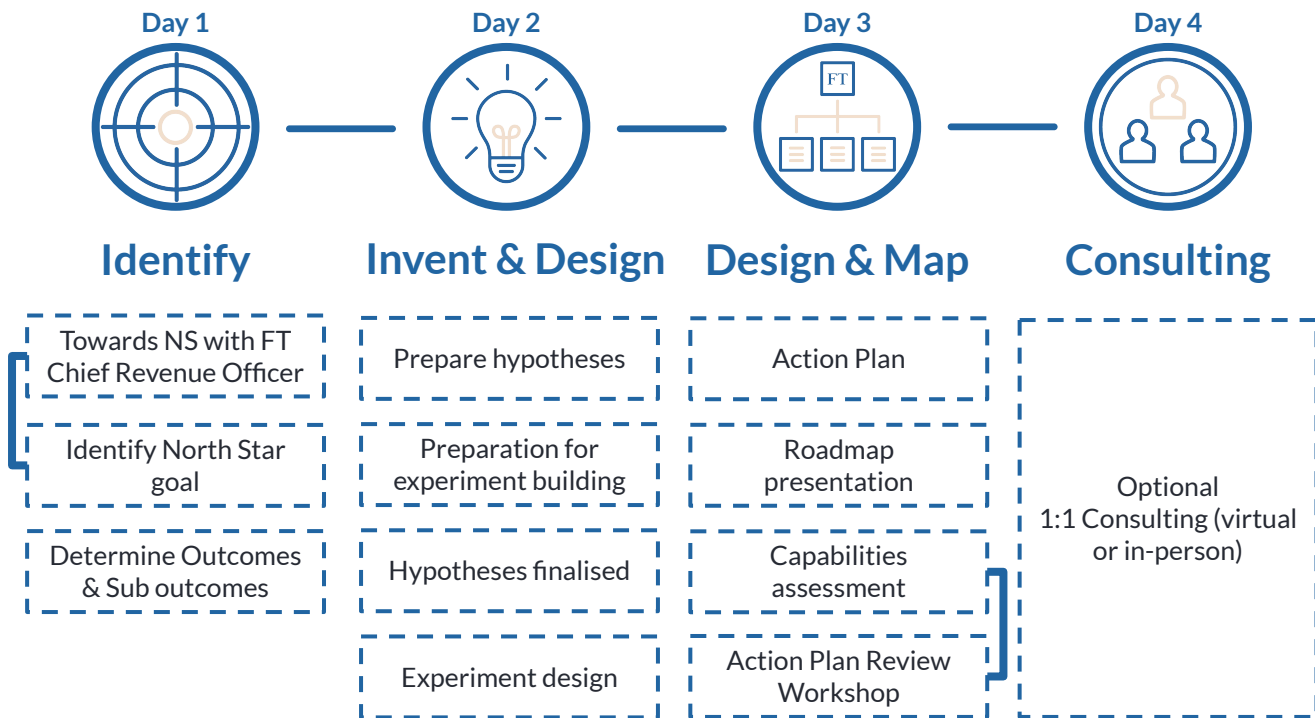 Day 1
Day 2
Day 3
Day 4
FT
Identify
Invent & Design
Design & Map
Consulting
Towards NS with FT
Chief Revenue Officer
Identify North Star
goal
Determine Outcomes
& Sub outcomes
Prepare hypotheses
Preparation for
experiment building
Hypotheses finalised
Experiment design
Action Plan
Roadmap
presentation
Capabilities
assessment
Action Plan Review
Workshop
Optional
1:1 Consulting (virtual
or in-person)